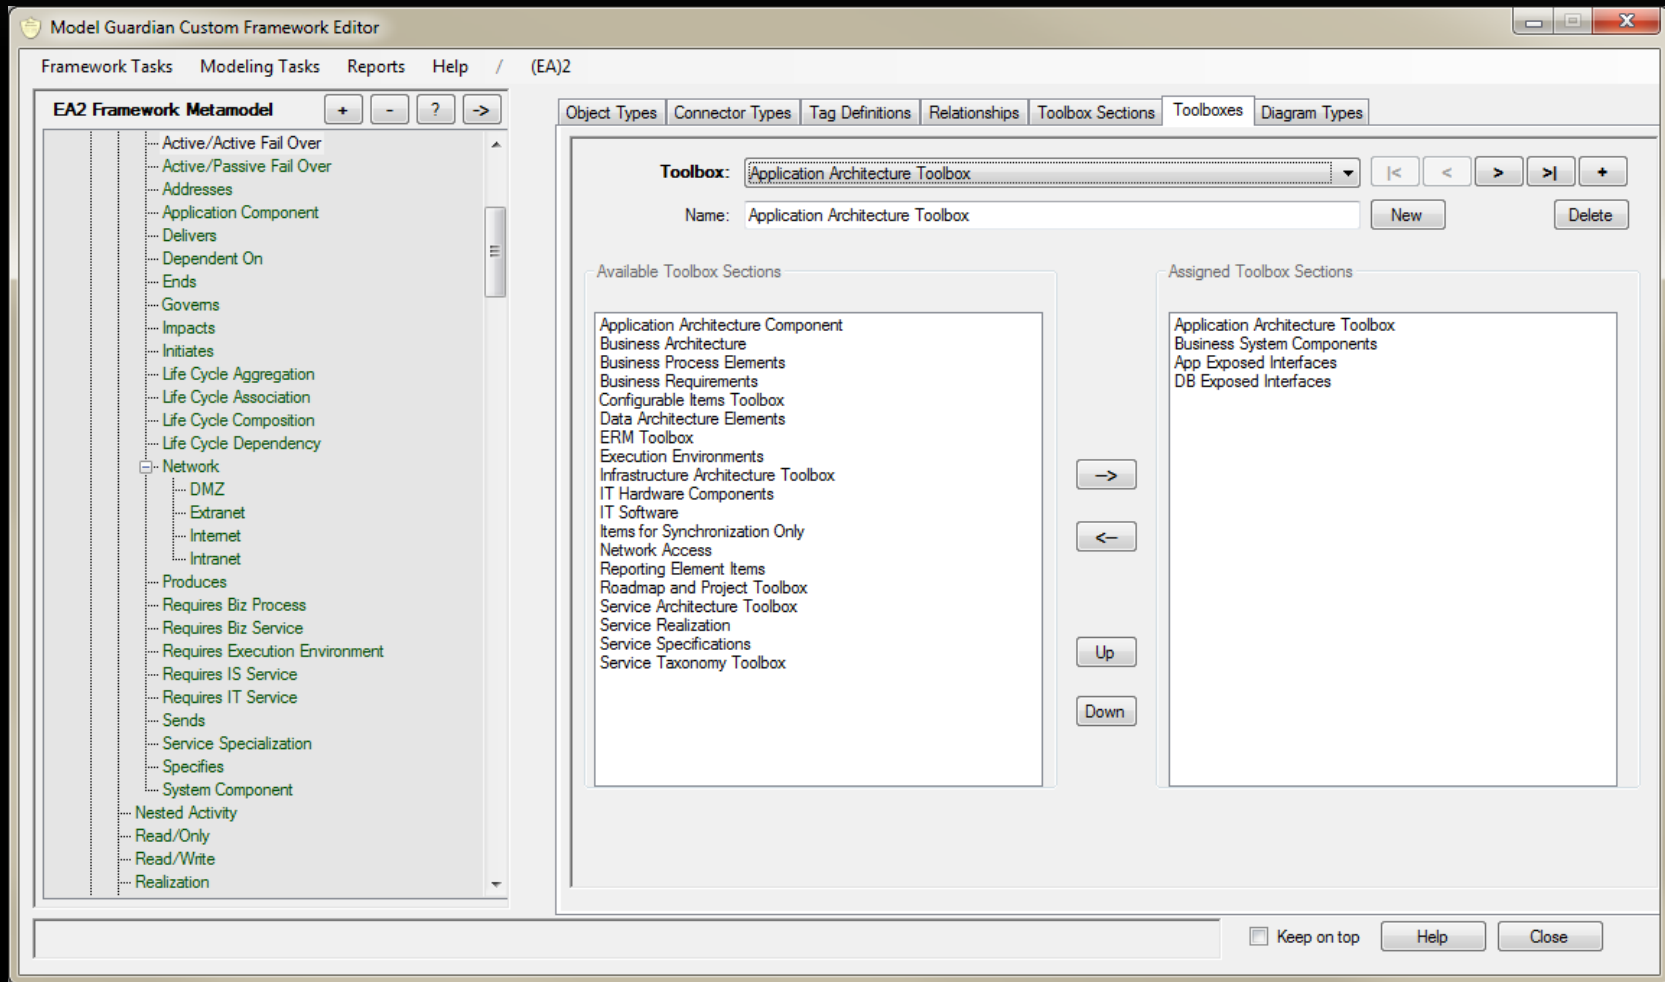 Model Guardian Custom Framework Editor
X
Framework Tasks Modeling Tasks Reports Help / (EA)2
EA2 Framework Metamodel + - ? ->
Active/Active Fail Over
Active/Passive Fail Over
Addresses
Application Component
Delivers
Dependent On
Ends
Governs
Impacts
Initiates
Life Cycle Aggregation
Life Cycle Association
Life Cycle Composition
Life Cycle Dependency
Network
DMZ
Extranet
Internet
Intranet
Produces
Requires Biz Process
Requires Biz Service
Requires Execution Environment
Requires IS Service
Requires IT Service
Sends
Service Specialization
Specifies
System Component
Nested Activity
Read/Only
Read/Write
Realization
Object Types Connector Types Tag Definitions Relationships Toolbox Sections Toolboxes Diagram Types
Toolbox: Application Architecture Toolbox |< < > >| +
Name: Application Architecture Toolbox New Delete
Available Toolbox Sections
Application Architecture Component
Business Architecture
Business Process Elements
Business Requirements
Configurable Items Toolbox
Data Architecture Elements
ERM Toolbox
Execution Environments
Infrastructure Architecture Toolbox
IT Hardware Components
IT Software
Items for Synchronization Only
Network Access
Reporting Element Items
Roadmap and Project Toolbox
Service Architecture Toolbox
Service Realization
Service Specifications
Service Taxonomy Toolbox
-->
<--
Up
Down
Assigned Toolbox Sections
Application Architecture Toolbox
Business System Components
App Exposed Interfaces
DB Exposed Interfaces
Keep on top Help Close